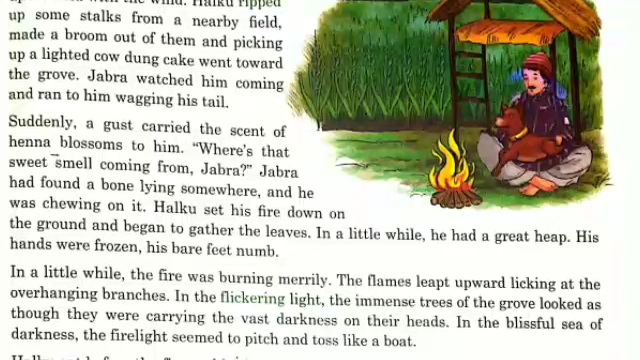 up some stalks from a nearby field,
made a broom out of them and picking
up a lighted cow dung cake went toward
the grove. Jabra watched him coming
and ran to him wagging his tail.
Suddenly, a gust carried the scent of
henna blossoms to him. “Where's that
sweet smell coming from, Jabra?” Jabra
had found a bone lying somewhere, and he
was chewing on it. Halku set his fire down on
the ground and began to gather the leaves. In a little while, he had a great heap. His
hands were frozen, his bare feet numb.
In a little while, the fire was burning merrily. The flames leapt upward licking at the
overhanging branches. In the flickering light, the immense trees of the grove looked as
though they were carrying the vast darkness on their heads. In the blissful sea of
darkness, the firelight seemed to pitch and toss like a boat.